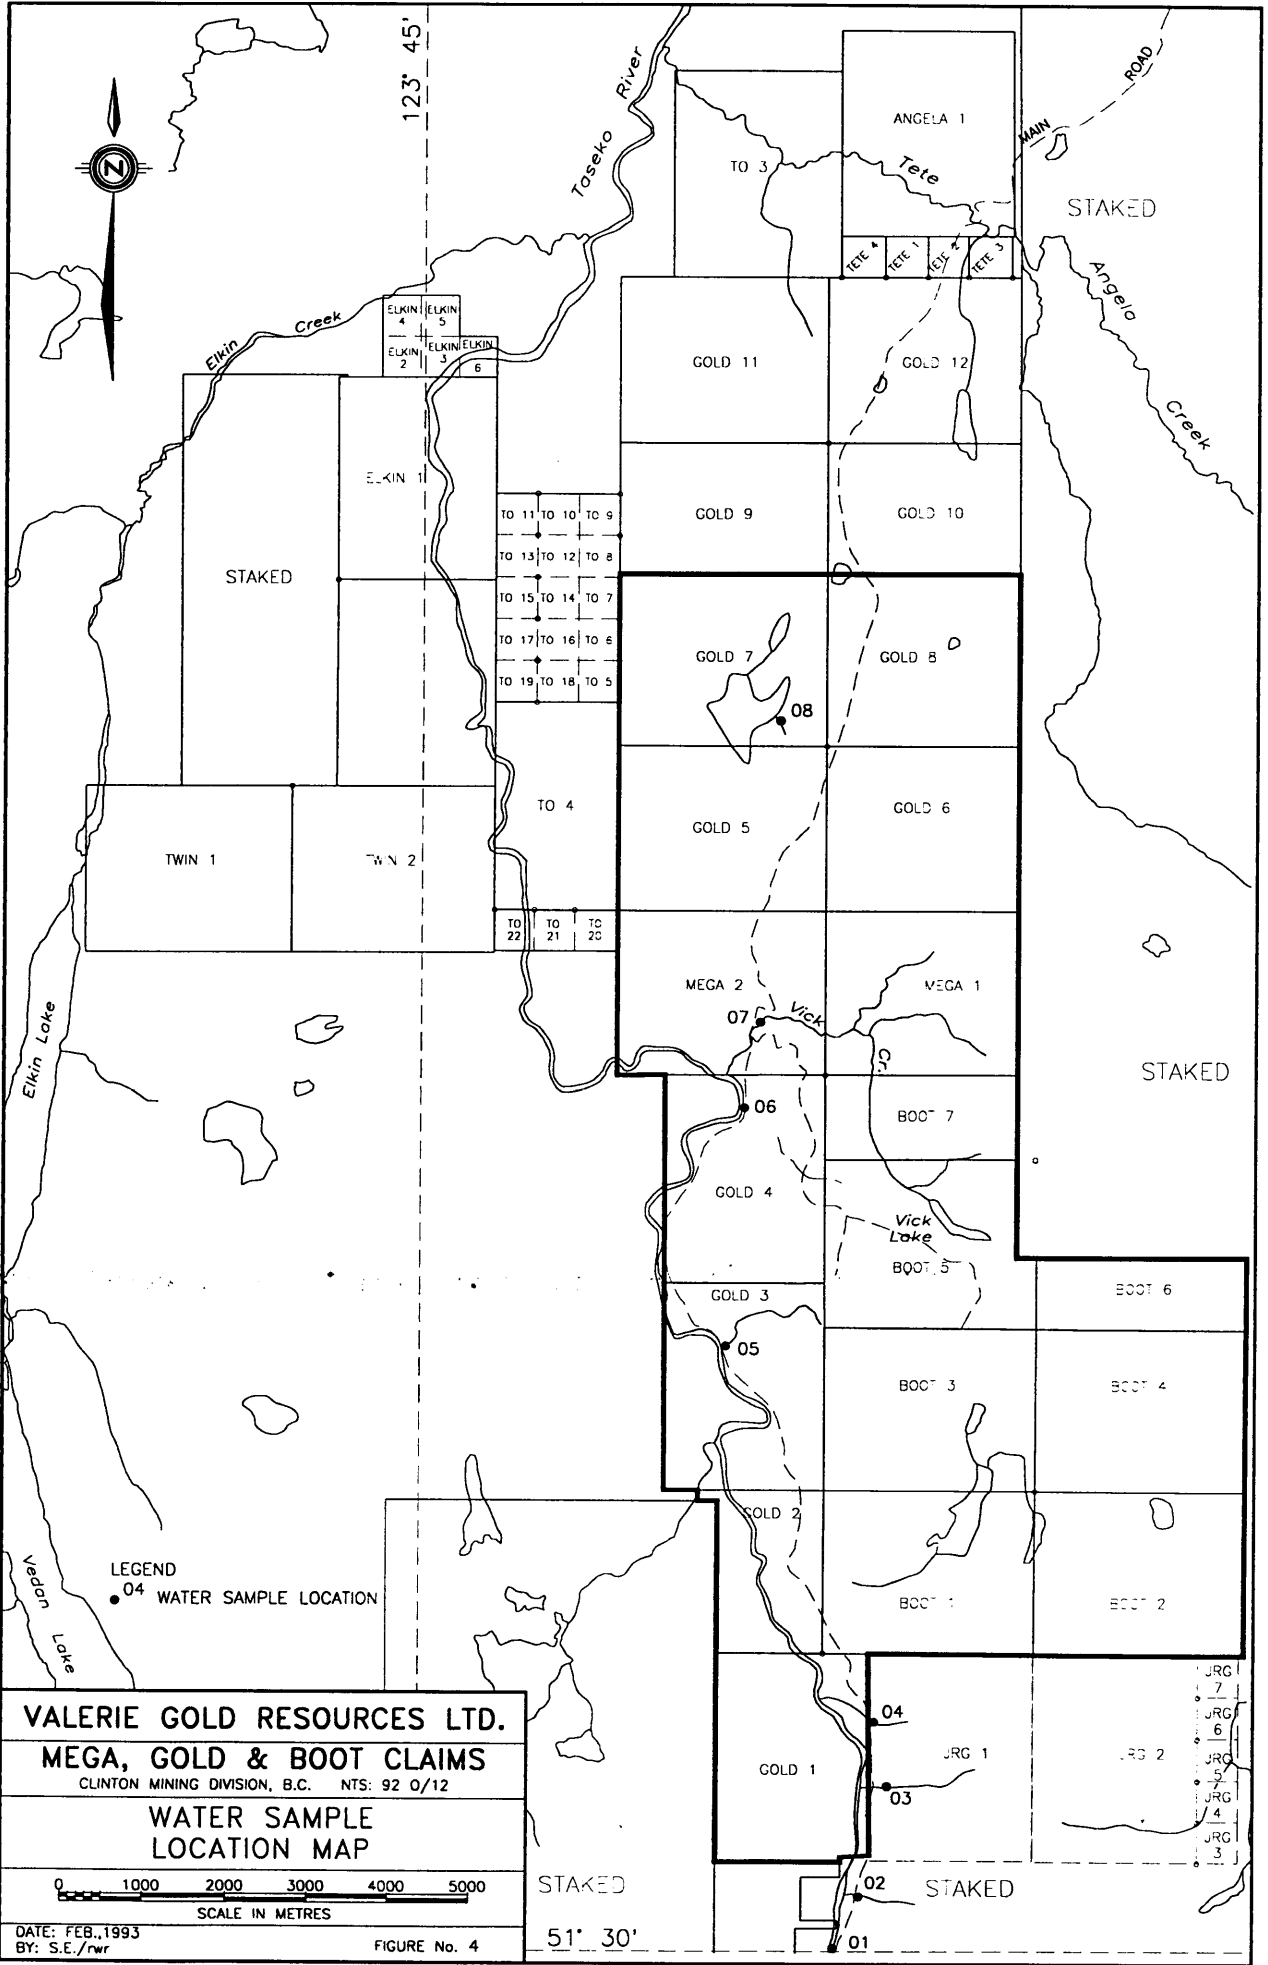 123° 45'
Taseko River
N
ROAD
MAIN
ANGELA 1
TO 3
Tete
STAKED
TETE 4
TETE 1
TETE 2
TETE 3
Angela
Creek
ELKIN 4
ELKIN 5
ELKIN 2
ELKIN 3
ELKIN 6
Elkin Creek
GOLD 11
GOLD 12
ELKIN 1
GOLD 9
GOLD 10
TO 11 TO 10 TO 9
TO 13 TO 12 TO 8
TO 15 TO 14 TO 7
TO 17 TO 16 TO 6
TO 19 TO 18 TO 5
STAKED
GOLD 7
GOLD 8
08
TO 4
GOLD 5
GOLD 6
TWIN 1
TWIN 2
TO 22
TO 21
TO 20
MEGA 2
MEGA 1
07
Vick
Cr.
Elkin Lake
STAKED
06
BOOT 7
GOLD 4
Vick
Lake
BOOT 5
GOLD 3
BOOT 6
05
BOOT 3
BOOT 4
GOLD 2
Vedan
Lake
LEGEND
04 WATER SAMPLE LOCATION
BOOT 1
BOOT 2
JRG 7
JRG 6
JRG 5
JRG 4
JRG 3
04
JRG 1
JRG 2
GOLD 1
03
VALERIE GOLD RESOURCES LTD.
MEGA, GOLD & BOOT CLAIMS
CLINTON MINING DIVISION, B.C. NTS: 92 O/12
WATER SAMPLE
LOCATION MAP
0 1000 2000 3000 4000 5000
SCALE IN METRES
DATE: FEB.,1993
BY: S.E./rwr
FIGURE No. 4
STAKED
02
STAKED
51° 30'
01